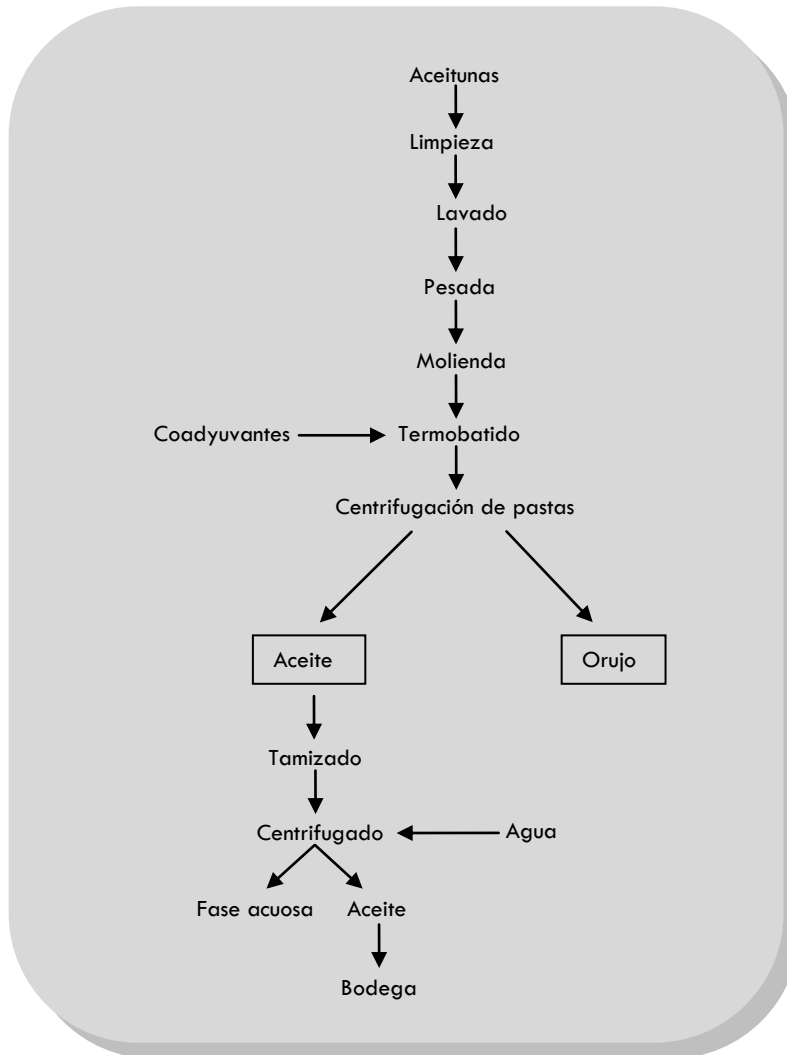 Aceitunas
Limpieza
Lavado
Pesada
Molienda
Coadyuvantes
Termobatido
Centrifugación de pastas
Aceite
Orujo
Tamizado
Centrifugado
Agua
Fase acuosa
Aceite
Bodega